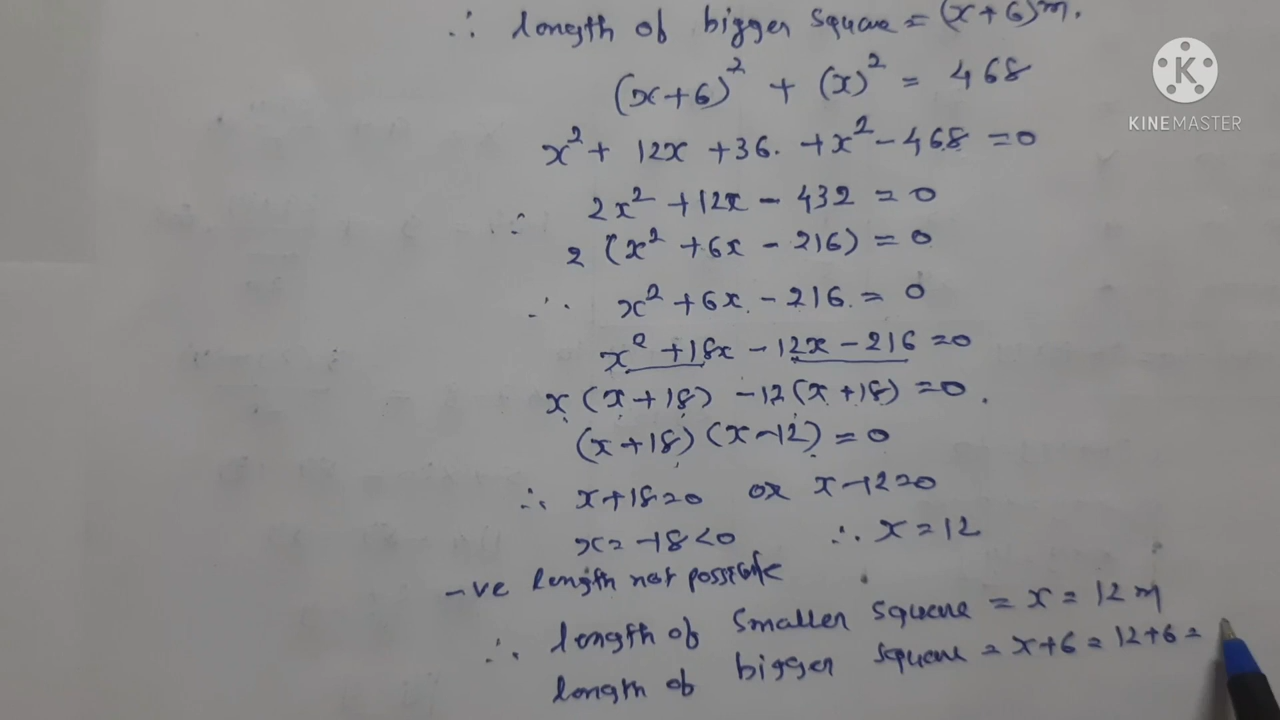 ∴ length of bigger square = (x+6)m.
(x+6)² + (x)² = 468
x² + 12x + 36. + x² - 468 = 0
∴ 2x² + 12x - 432 = 0
2 (x² + 6x - 216) = 0
∴ x² + 6x - 216 = 0
x² + 18x - 12x - 216 = 0
x (x + 18) - 12 (x + 18) = 0.
(x + 18) (x - 12) = 0
∴ x + 18 = 0 or x - 12 = 0
x = -18 < 0 ∴ x = 12
-ve length not possible
∴ length of smaller square = x = 12 m
length of bigger square = x + 6 = 12 + 6 =
K
KINEMASTER